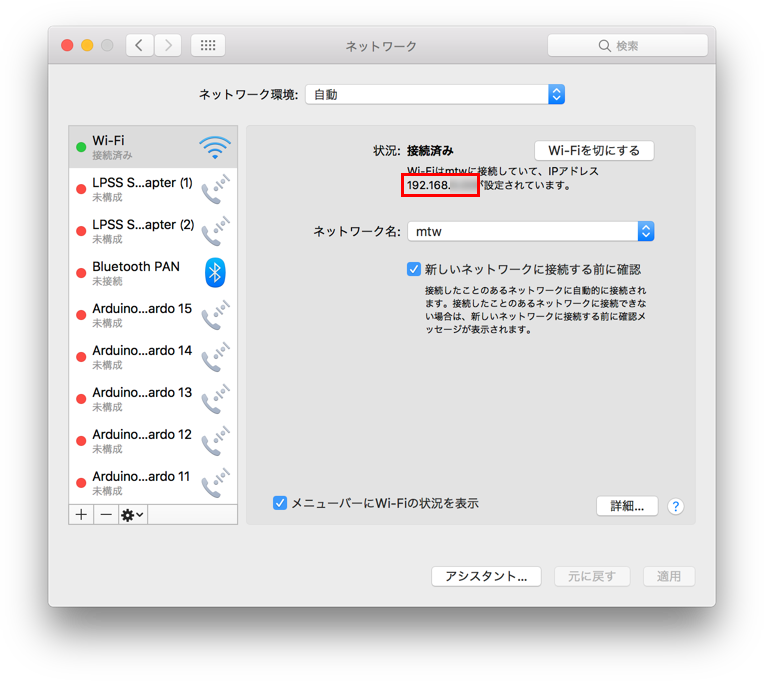 ネットワーク
検索
ネットワーク環境: 自動
Wi-Fi
接続済み
LPSS S...apter (1)
未構成
LPSS S...apter (2)
未構成
Bluetooth PAN
未接続
Arduino...ardo 15
未構成
Arduino...ardo 14
未構成
Arduino...ardo 13
未構成
Arduino...ardo 12
未構成
Arduino...ardo 11
未構成
状況: 接続済み
Wi-Fiを切にする
Wi-Fiはmtwに接続していて、IPアドレス
192.168.が設定されています。
ネットワーク名: mtw
新しいネットワークに接続する前に確認
接続したことのあるネットワークに自動的に接続され
ます。接続したことのあるネットワークに接続できな
い場合は、新しいネットワークに接続する前に確認メ
ッセージが表示されます。
メニューバーにWi-Fiの状況を表示
詳細...
?
アシスタント...
元に戻す
適用